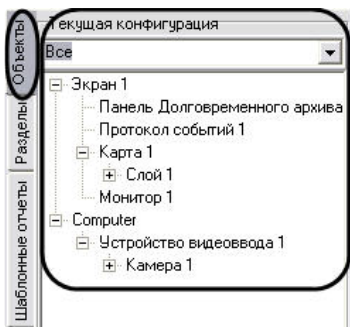 Текущая конфигурация
Объекты
Все
Экран 1
Панель Долговременного архива
Протокол событий 1
Разделы
Карта 1
Слой 1
Монитор 1
Шаблонные отчеты
Computer
Устройство видеоввода 1
Камера 1